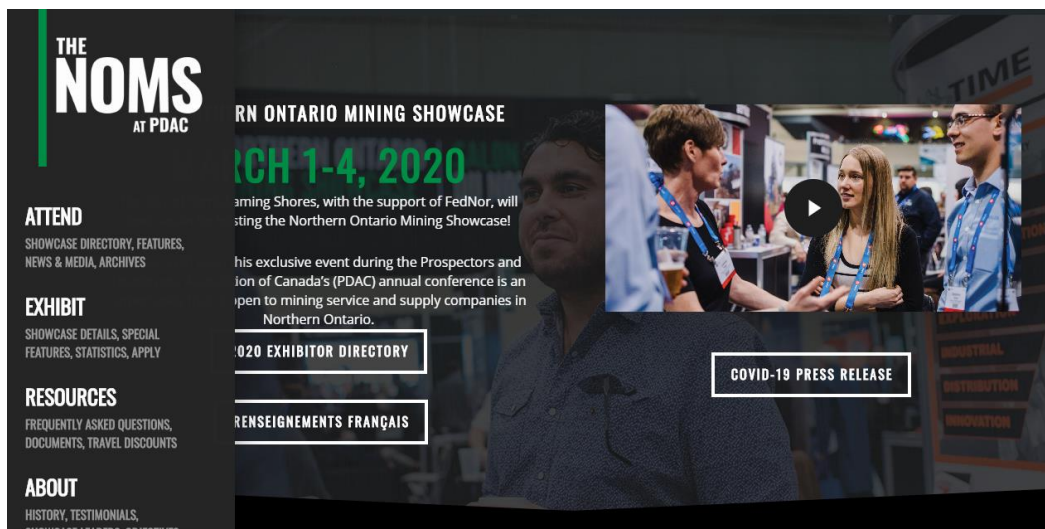 THE
NOMS
AT PDAC
ATTEND
SHOWCASE DIRECTORY, FEATURES,
NEWS & MEDIA, ARCHIVES
EXHIBIT
SHOWCASE DETAILS, SPECIAL
FEATURES, STATISTICS, APPLY
RESOURCES
FREQUENTLY ASKED QUESTIONS,
DOCUMENTS, TRAVEL DISCOUNTS
ABOUT
HISTORY, TESTIMONIALS,
RN ONTARIO MINING SHOWCASE
RCH 1-4, 2020
aming Shores, with the support of FedNor, will
sting the Northern Ontario Mining Showcase!
his exclusive event during the Prospectors and
ion of Canada's (PDAC) annual conference is an
pen to mining service and supply companies in
Northern Ontario.
2020 EXHIBITOR DIRECTORY
RENSEIGNEMENTS FRANÇAIS
COVID-19 PRESS RELEASE
TIME
INDUSTRIAL
DISTRIBUTION
INNOVATION